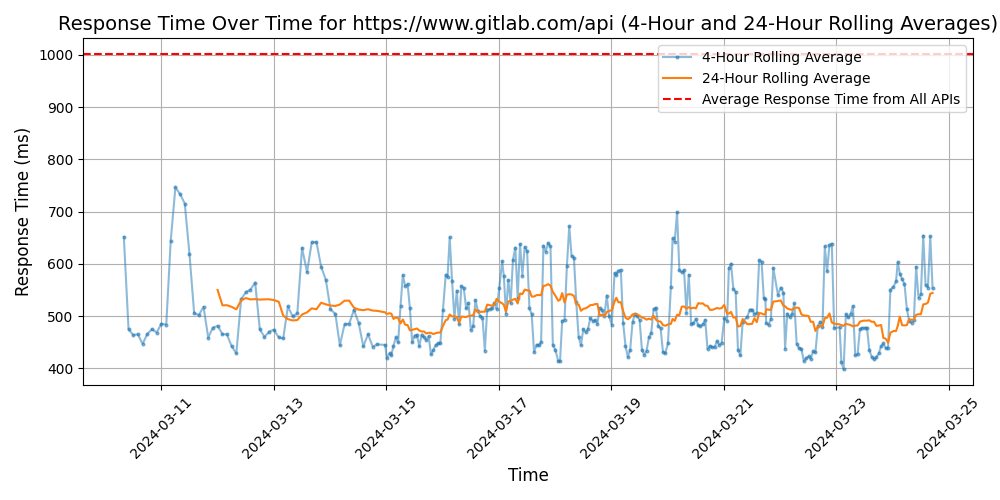 Response Time Over Time for https://www.gitlab.com/api (4-Hour and 24-Hour Rolling Averages)
4-Hour Rolling Average
24-Hour Rolling Average
Average Response Time from All APIs
Response Time (ms)
1000
900
800
700
600
500
400
2024-03-11
2024-03-13
2024-03-15
2024-03-17
2024-03-19
2024-03-21
2024-03-23
2024-03-25
Time